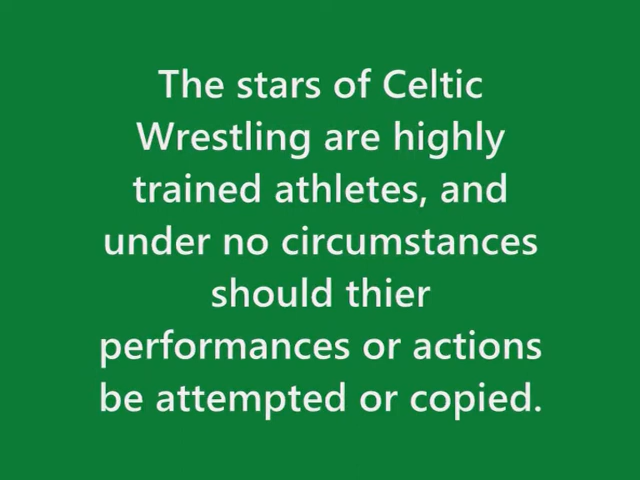 The stars of Celtic
Wrestling are highly
trained athletes, and
under no circumstances
should thier
performances or actions
be attempted or copied.